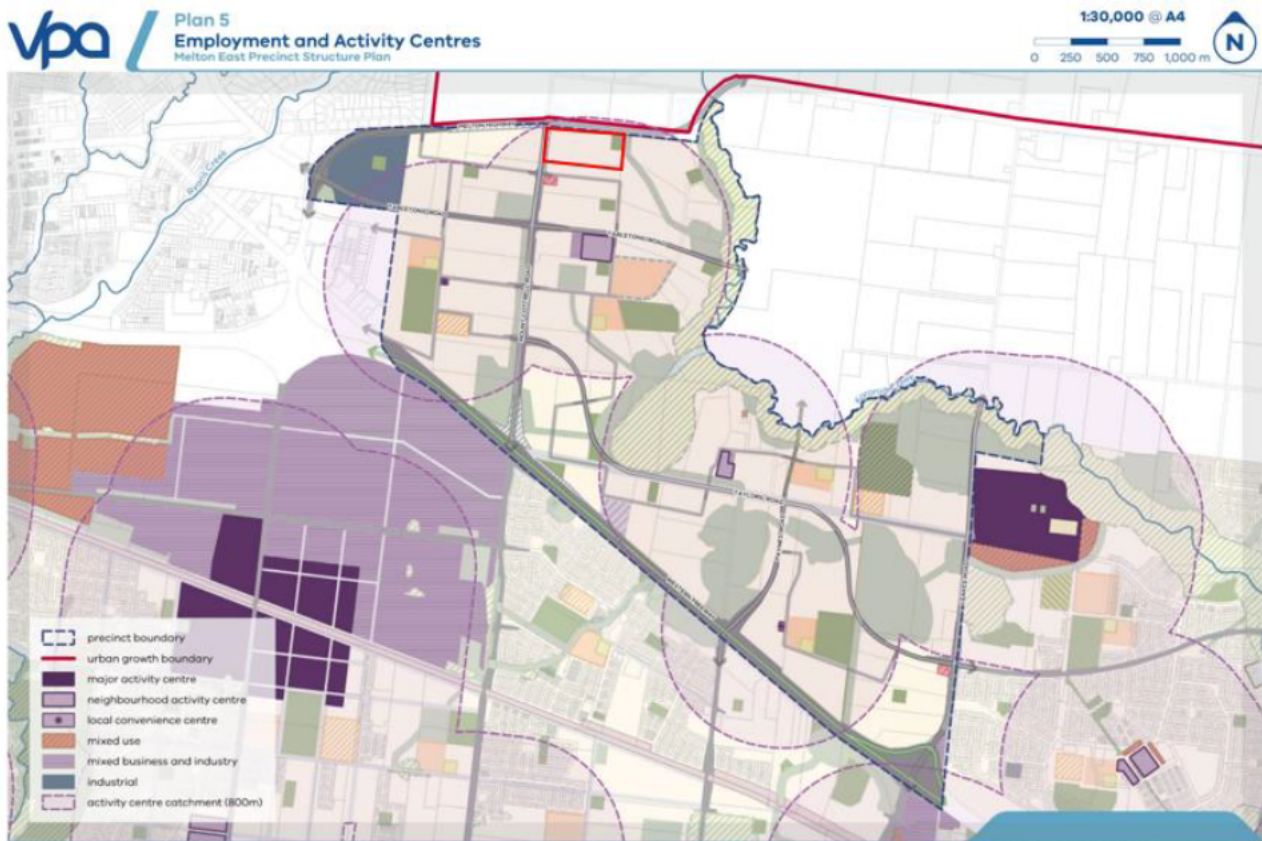 vpa
Plan 5
Employment and Activity Centres
Melton East Precinct Structure Plan
1:30,000 @ A4
0 250 500 750 1,000 m
N
Ryans Creek
precinct boundary
urban growth boundary
major activity centre
neighbourhood activity centre
local convenience centre
mixed use
mixed business and industry
industrial
activity centre catchment (800m)